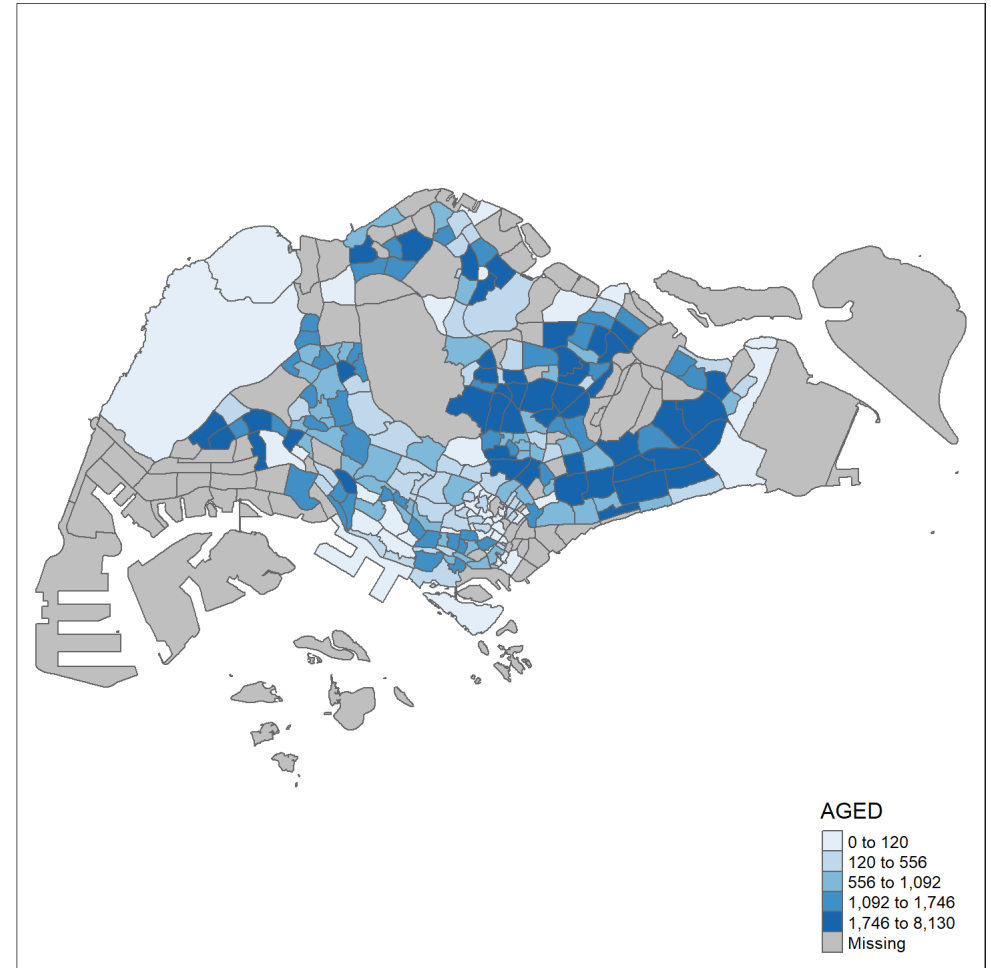 AGED
0 to 120
120 to 556
556 to 1,092
1,092 to 1,746
1,746 to 8,130
Missing